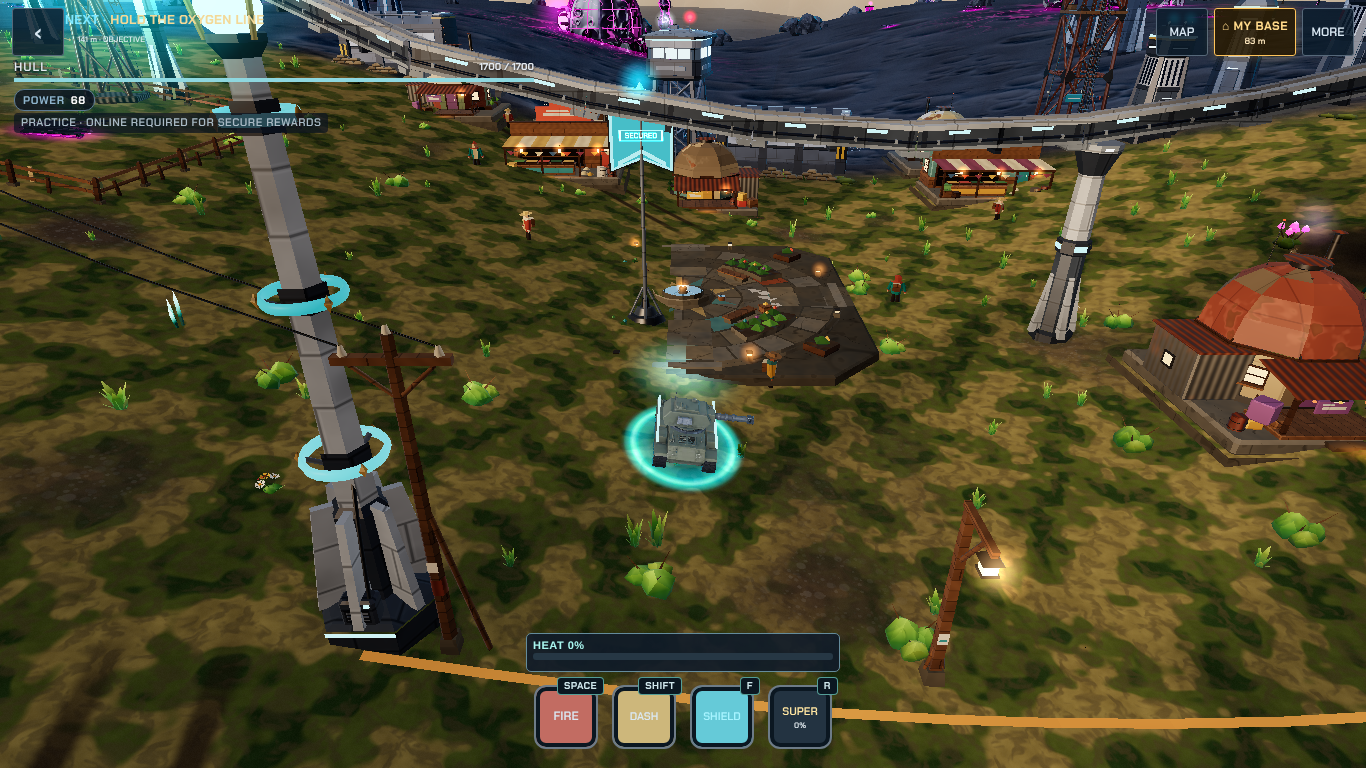 ‹
NEXT · HOLD THE OXYGEN LINE
141 m · OBJECTIVE
HULL
1700 / 1700
POWER 68
PRACTICE · ONLINE REQUIRED FOR SECURE REWARDS
MAP
⌂ MY BASE
83 m
MORE
SECURED
HEAT 0%
SPACE
FIRE
SHIFT
DASH
F
SHIELD
R
SUPER
0%